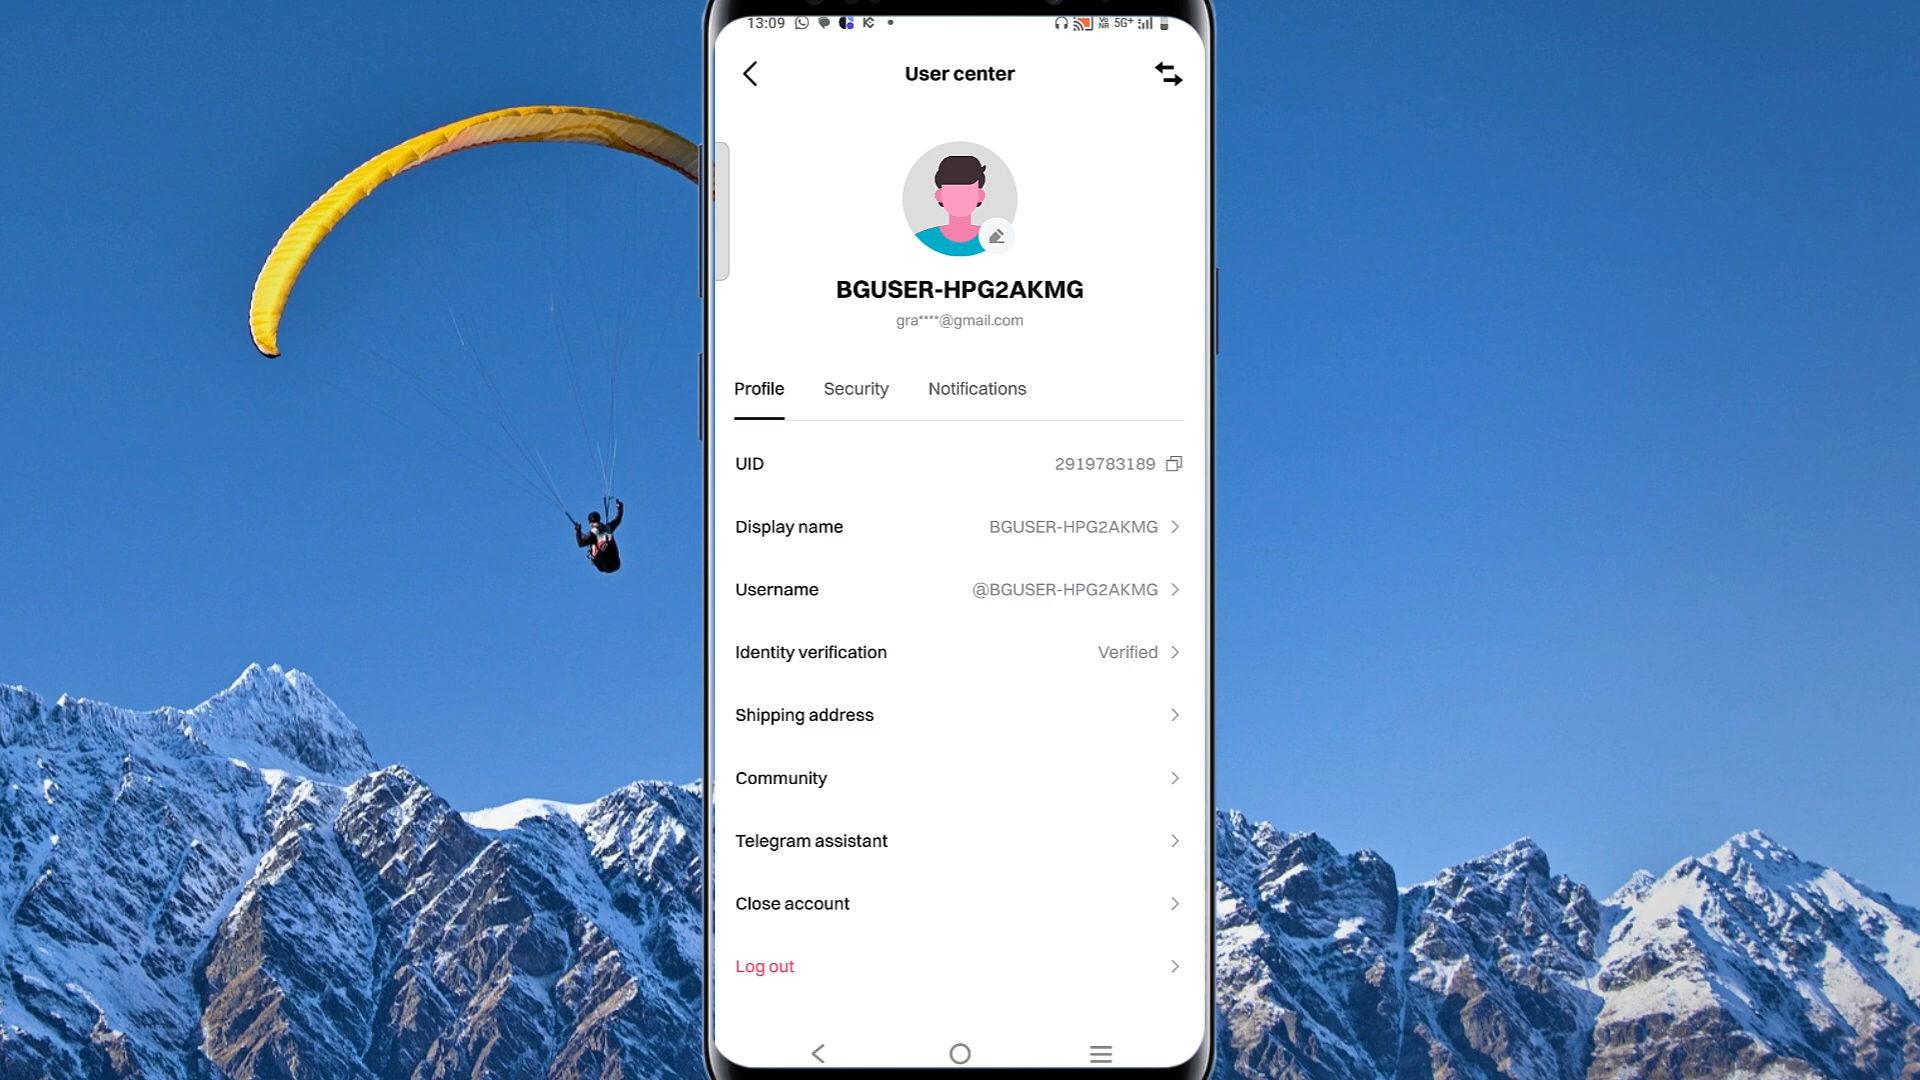 13:09 5G+
User center
BGUSER-HPG2AKMG
gra****@gmail.com
Profile Security Notifications
UID 2919783189
Display name BGUSER-HPG2AKMG
Username @BGUSER-HPG2AKMG
Identity verification Verified
Shipping address
Community
Telegram assistant
Close account
Log out